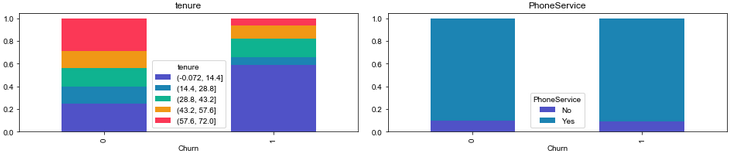 tenure
1.0
0.8
0.6
0.4
0.2
0.0
tenure
(-0.072, 14.4]
(14.4, 28.8]
(28.8, 43.2]
(43.2, 57.6]
(57.6, 72.0]
0
1
Churn
PhoneService
1.0
0.8
0.6
0.4
0.2
0.0
PhoneService
No
Yes
0
1
Churn